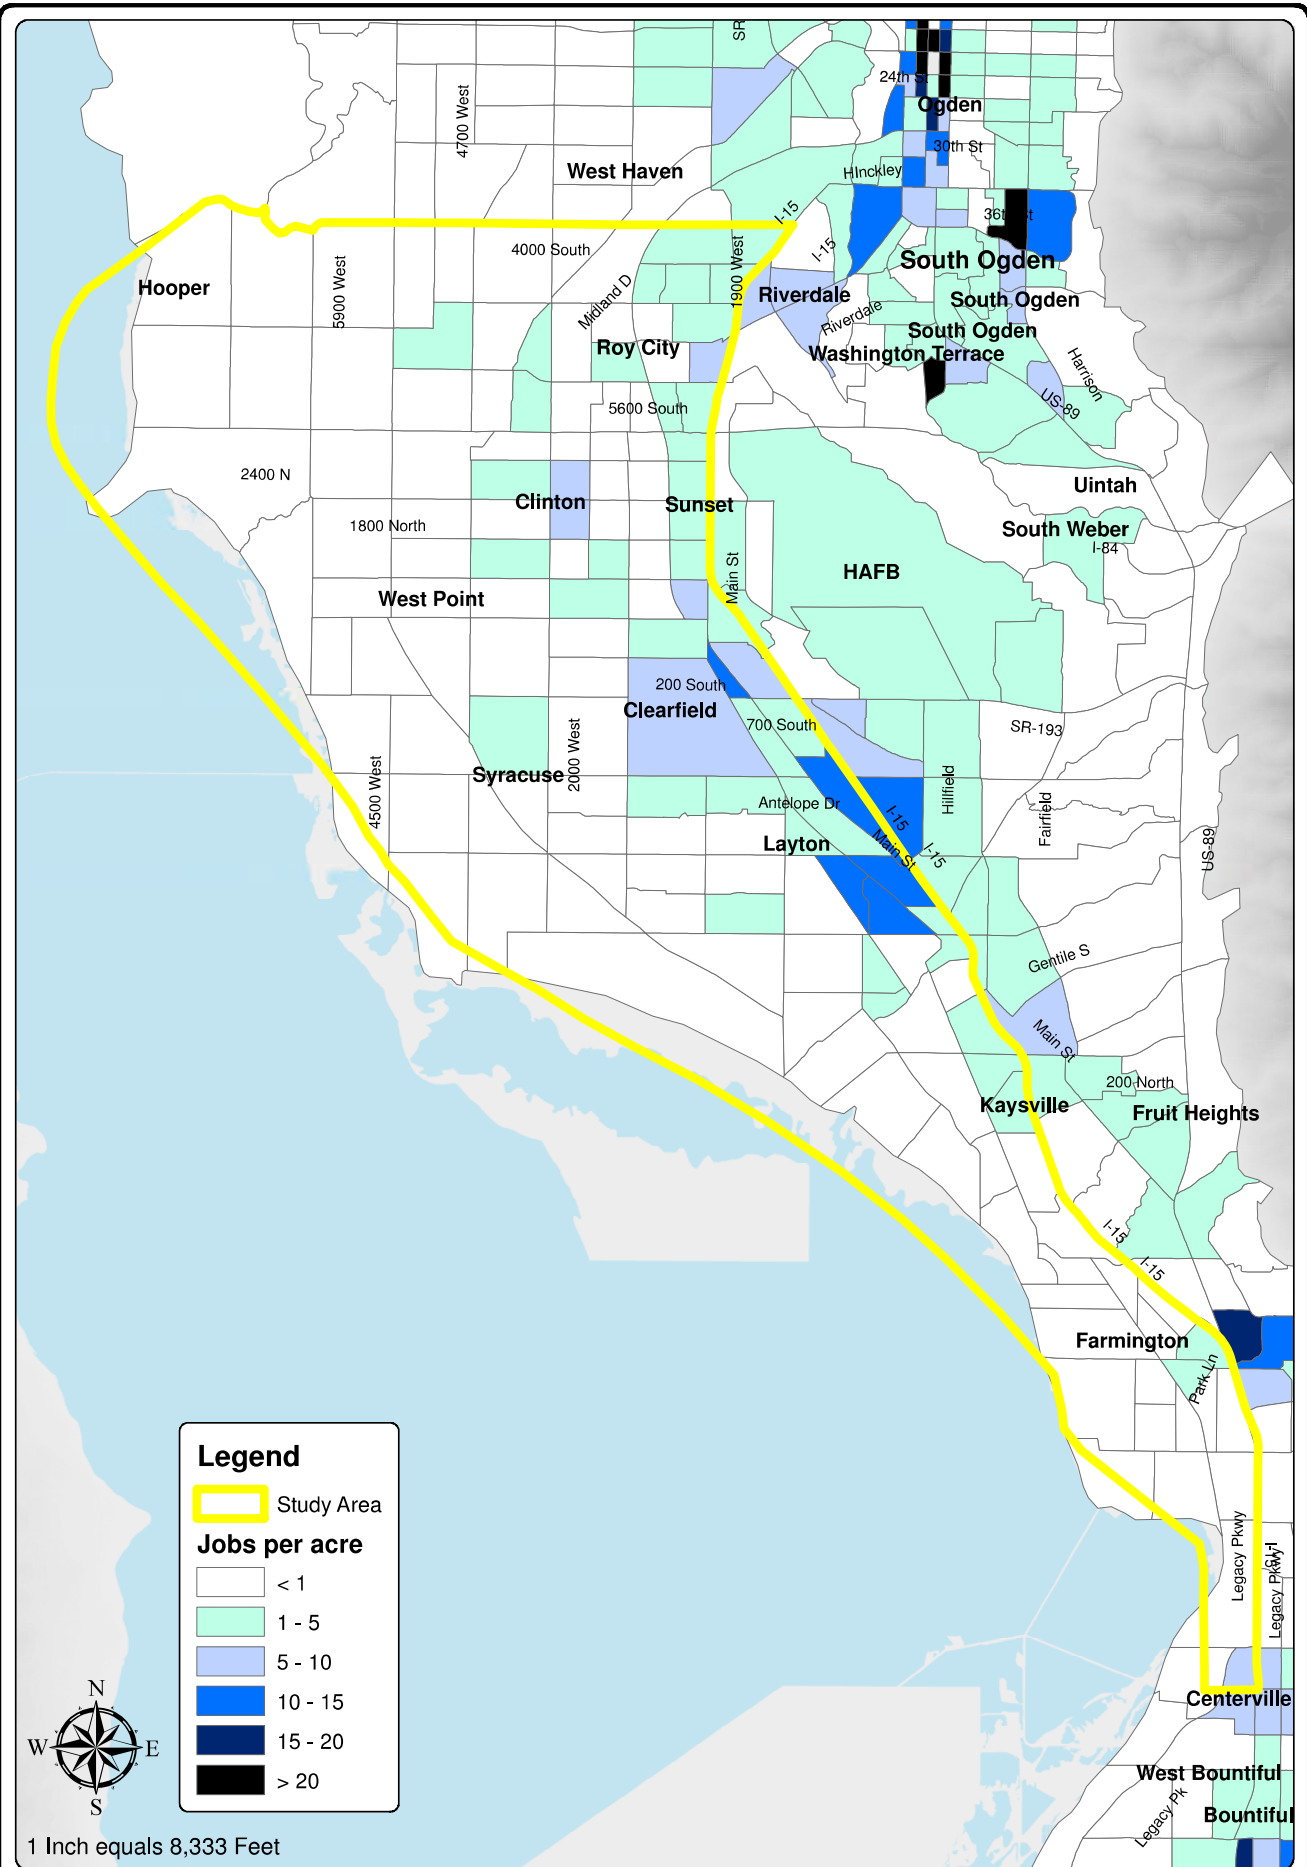 SR
24th St
Ogden
4700 West
30th St
West Haven
HInckley
I-15
36th St
4000 South
I-15
South Ogden
1900 West
5900 West
Hooper
Midland D
Riverdale
South Ogden
Riverdale
South Ogden
Roy City
Washington Terrace
Harrison
5600 South
US-89
2400 N
Uintah
Clinton
Sunset
1800 North
South Weber
I-84
HAFB
Main St
West Point
200 South
Clearfield
700 South
SR-193
2000 West
Syracuse
4500 West
Hillfield
Antelope Dr
Fairfield
I-15
Layton
Main St
I-15
US-89
Gentile S
Main St
200 North
Kaysville
Fruit Heights
I-15
I-15
Farmington
Park Ln
Legacy Pkwy
I-15
Legacy Pkwy
Centerville
West Bountiful
Legacy Pk
Bountiful
Legend
Study Area
Jobs per acre
< 1
1 - 5
5 - 10
10 - 15
15 - 20
> 20
N
W
E
S
1 Inch equals 8,333 Feet